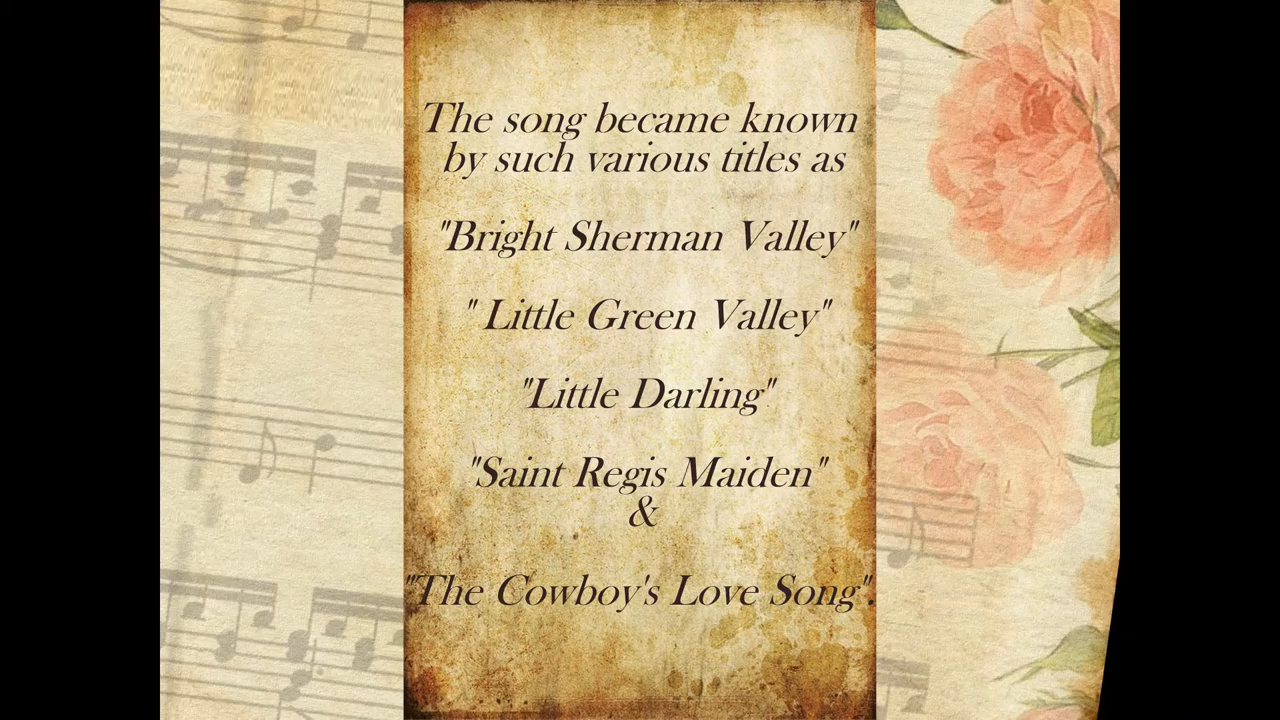 The song became known
by such various titles as
"Bright Sherman Valley"
" Little Green Valley"
"Little Darling"
"Saint Regis Maiden"
&
"The Cowboy's Love Song".